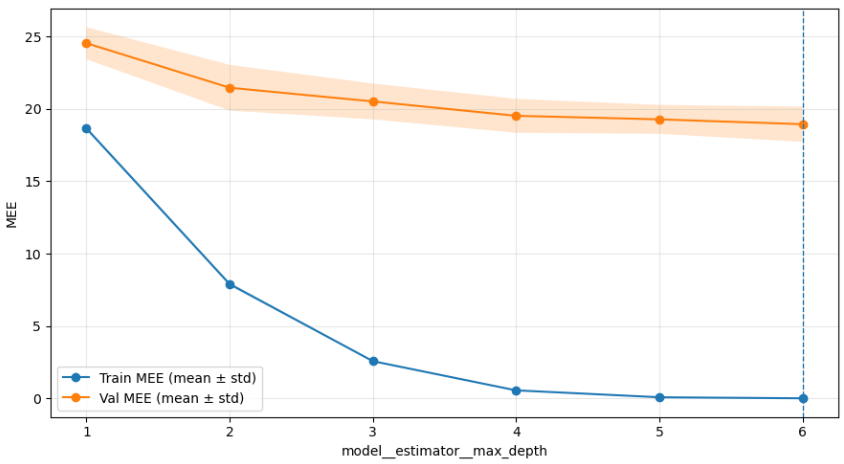 25
20
15
10
5
0
MEE
Train MEE (mean ± std)
Val MEE (mean ± std)
1 2 3 4 5 6
model__estimator__max_depth